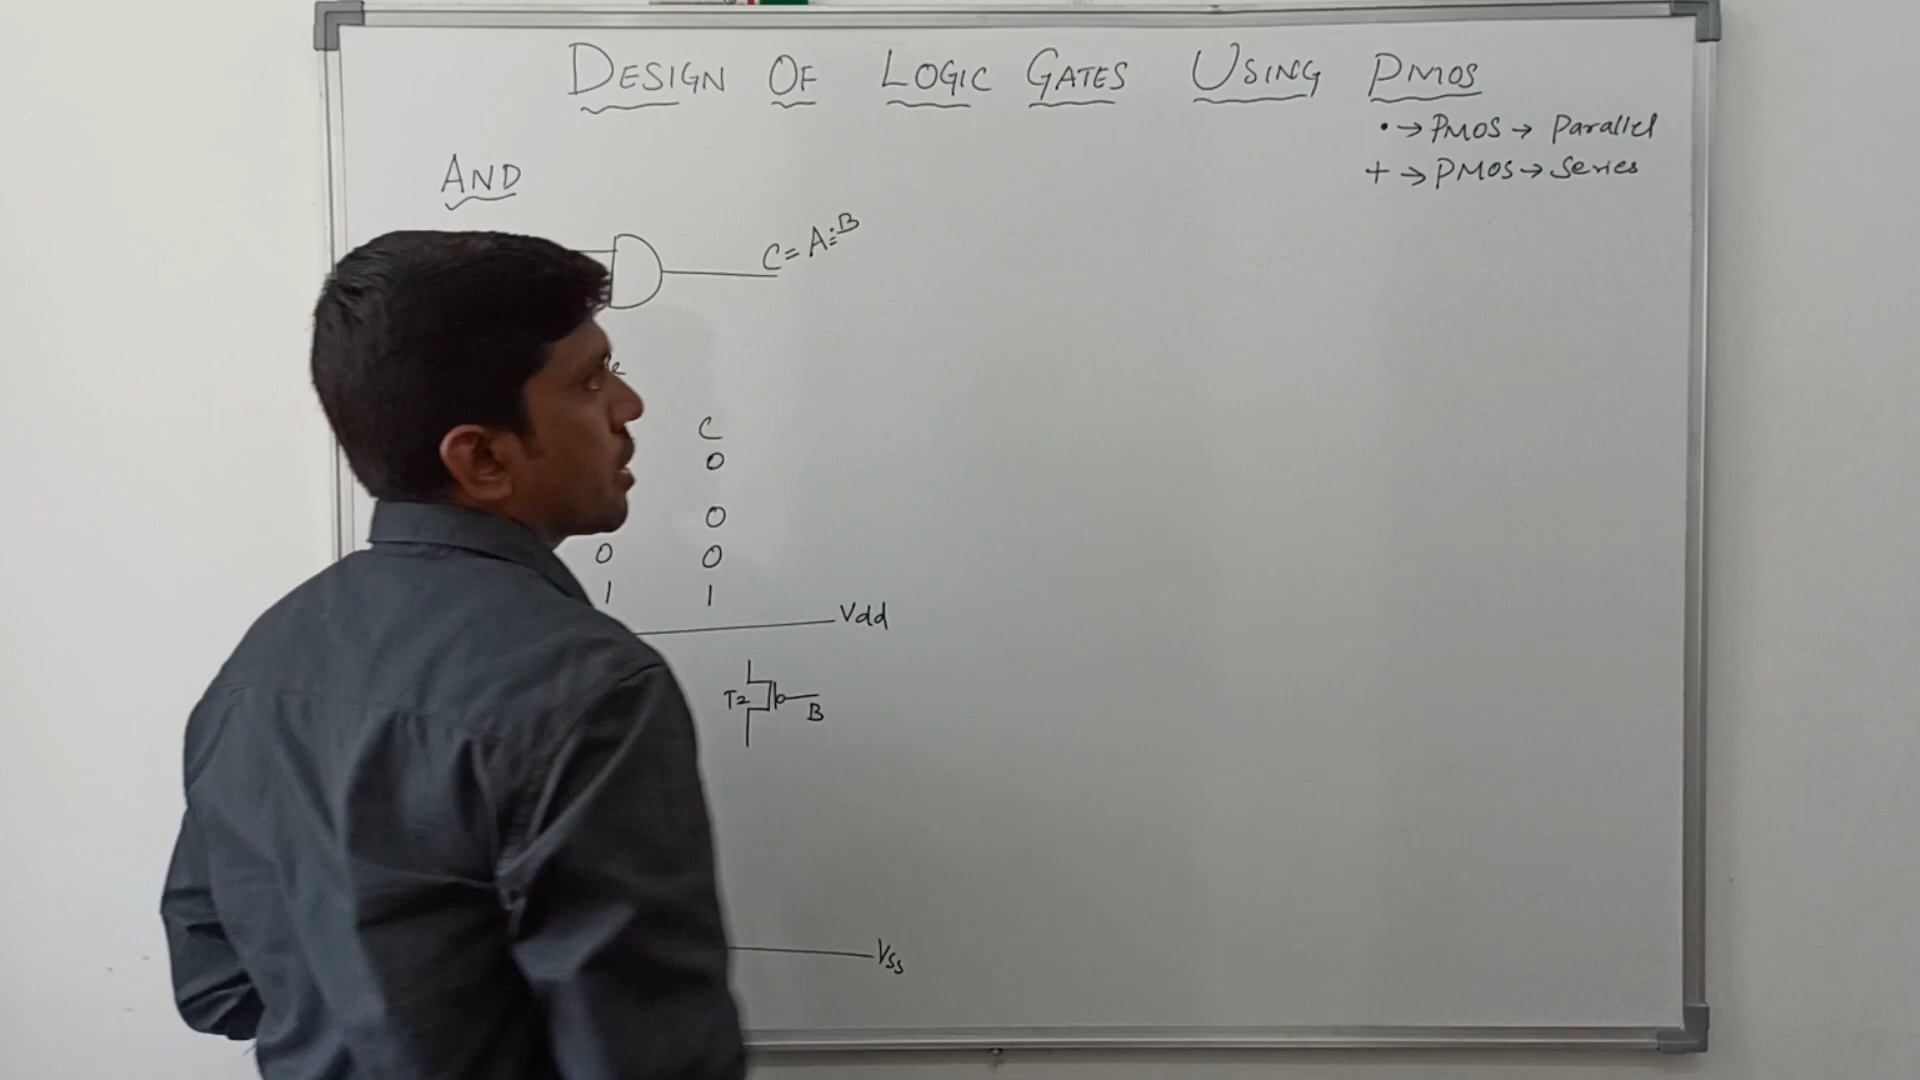 DESIGN OF LOGIC GATES USING PMOS
• → PMOS → Parallel
+ → PMOS → Series
AND
C = A.B
C
0
0
0 0
1 1
Vdd
T2
B
Vss